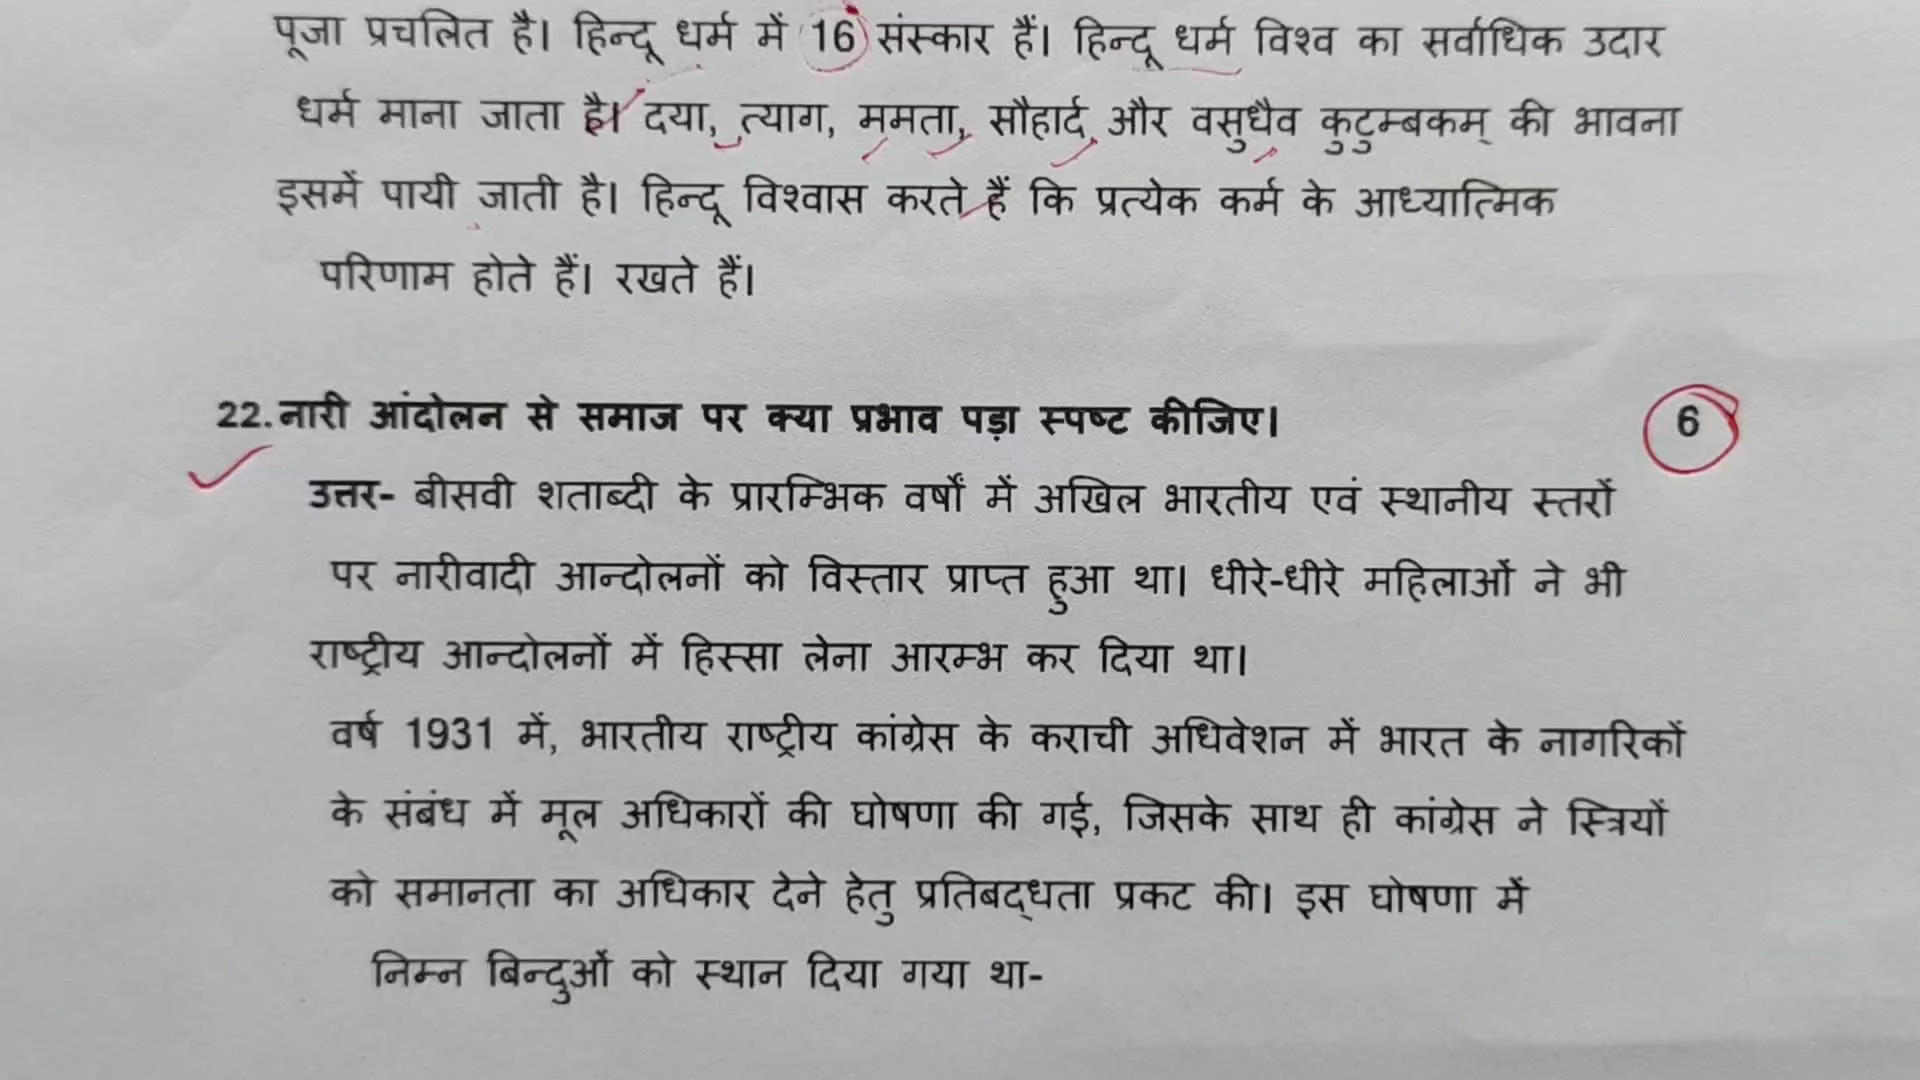 पूजा प्रचलित है। हिन्दू धर्म में 16 संस्कार हैं। हिन्दू धर्म विश्व का सर्वाधिक उदार
धर्म माना जाता है। दया, त्याग, ममता, सौहार्द, और वसुधैव कुटुम्बकम् की भावना
इसमें पायी जाती है। हिन्दू विश्वास करते हैं कि प्रत्येक कर्म के आध्यात्मिक
परिणाम होते हैं। रखते हैं।
22. नारी आंदोलन से समाज पर क्या प्रभाव पड़ा स्पष्ट कीजिए। 6
उत्तर- बीसवी शताब्दी के प्रारम्भिक वर्षों में अखिल भारतीय एवं स्थानीय स्तरों
पर नारीवादी आन्दोलनों को विस्तार प्राप्त हुआ था। धीरे-धीरे महिलाओं ने भी
राष्ट्रीय आन्दोलनों में हिस्सा लेना आरम्भ कर दिया था।
वर्ष 1931 में, भारतीय राष्ट्रीय कांग्रेस के कराची अधिवेशन में भारत के नागरिकों
के संबंध में मूल अधिकारों की घोषणा की गई, जिसके साथ ही कांग्रेस ने स्त्रियों
को समानता का अधिकार देने हेतु प्रतिबद्धता प्रकट की। इस घोषणा में
निम्न बिन्दुओं को स्थान दिया गया था-